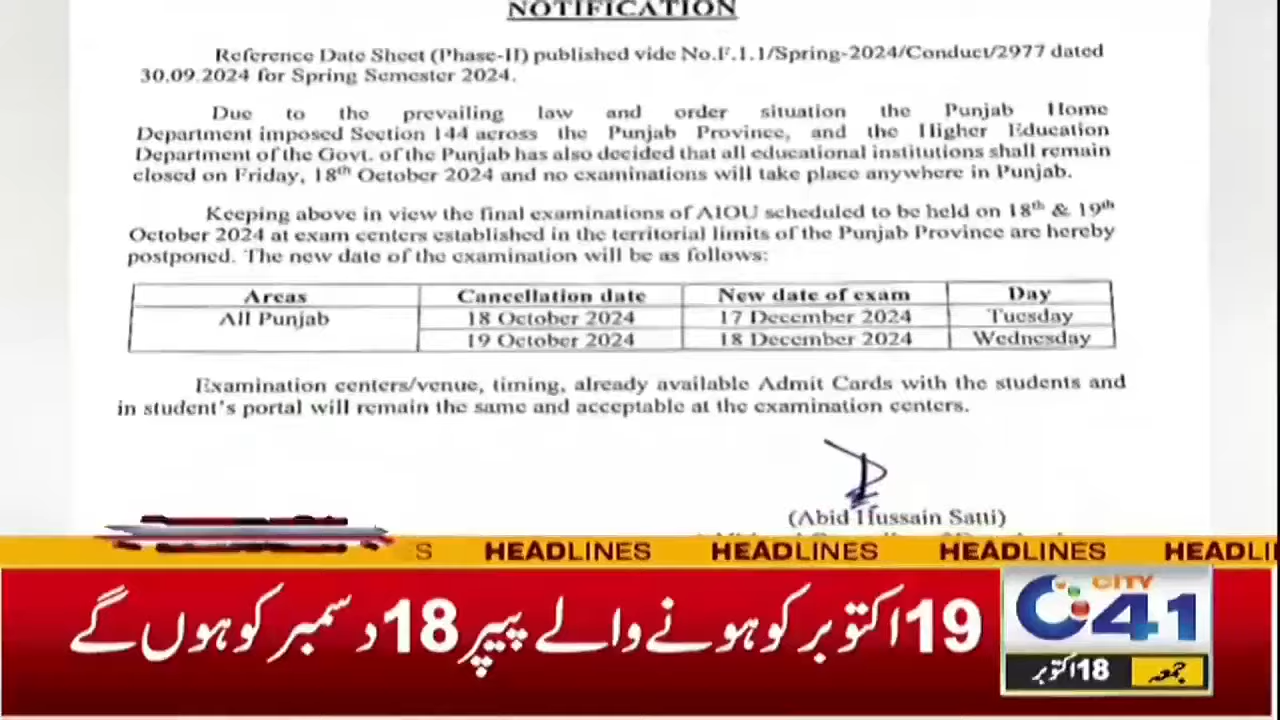 NOTIFICATION
Reference Date Sheet (Phase-II) published vide No.F.1.1/Spring-2024/Conduct/2977 dated
30.09.2024 for Spring Semester 2024.
Due to the prevailing law and order situation the Punjab Home
Department imposed Section 144 across the Punjab Province, and the Higher Education
Department of the Govt. of the Punjab has also decided that all educational institutions shall remain
closed on Friday, 18th October 2024 and no examinations will take place anywhere in Punjab.
Keeping above in view the final examinations of AIOU scheduled to be held on 18th & 19th
October 2024 at exam centers established in the territorial limits of the Punjab Province are hereby
postponed. The new date of the examination will be as follows:
Areas Cancellation date New date of exam Day
All Punjab 18 October 2024 17 December 2024 Tuesday
19 October 2024 18 December 2024 Wednesday
Examination centers/venue, timing, already available Admit Cards with the students and
in student's portal will remain the same and acceptable at the examination centers.
(Abid Hussain Satti)
S HEADLINES HEADLINES HEADLINES HEADLI
19 اکتوبر کو ہونے والے پیپر 18 دسمبر کو ہوں گے
CITY
41
جمعہ 18 اکتوبر